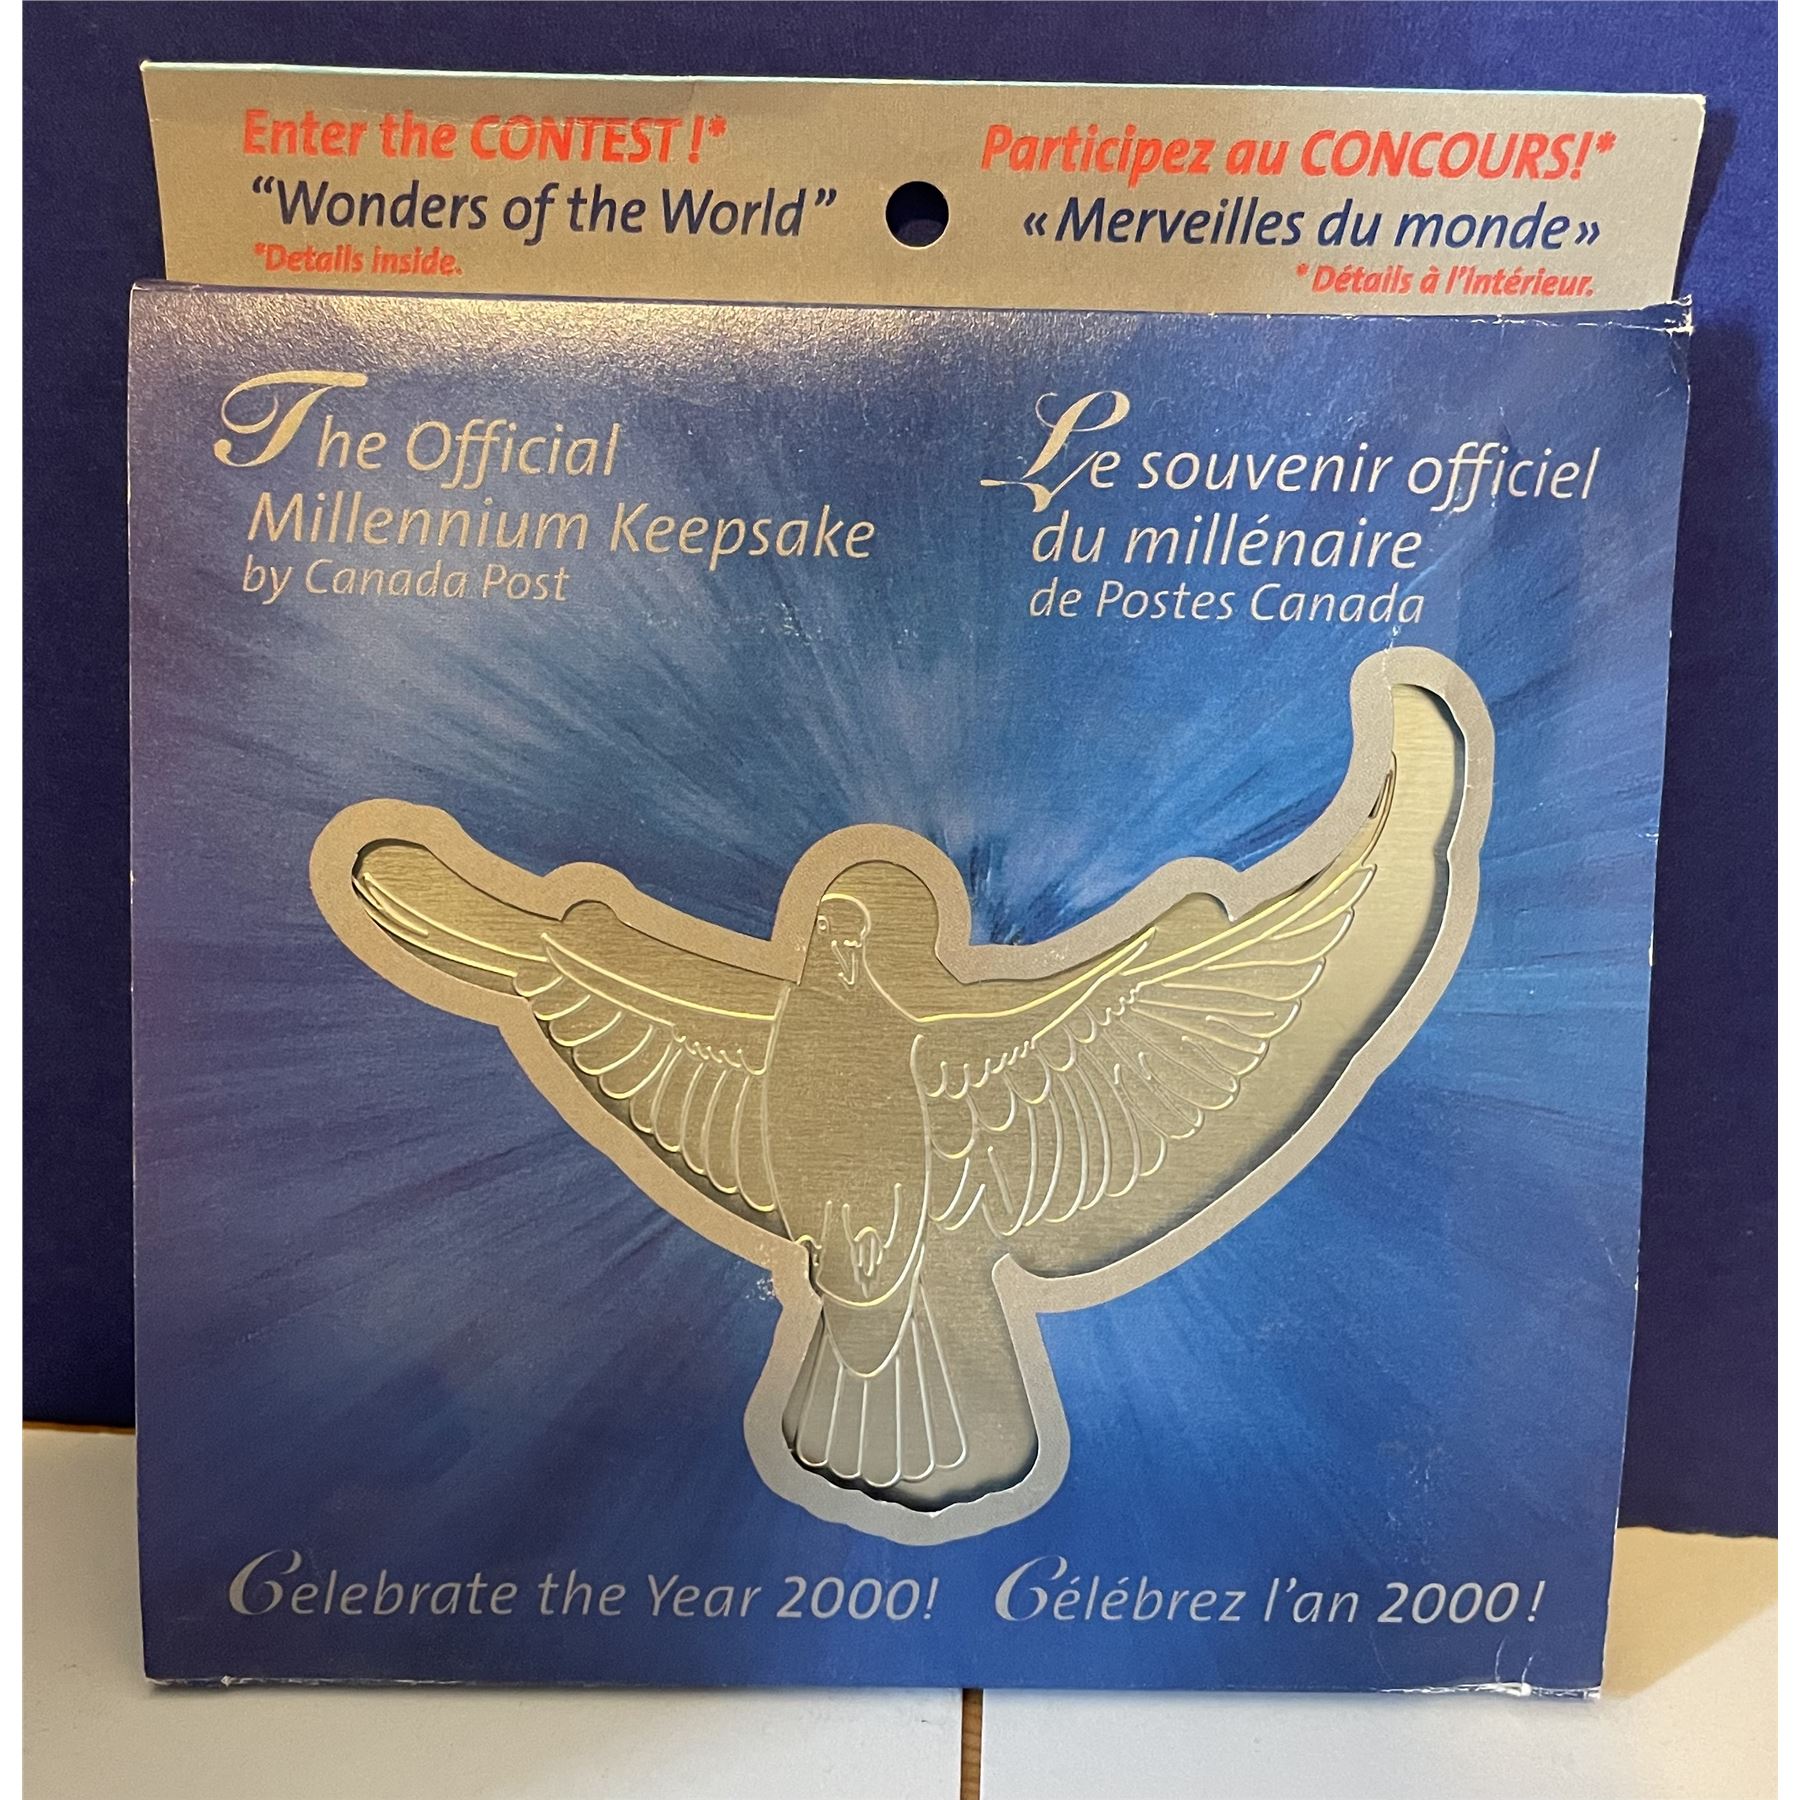 Enter the CONTEST!*
"Wonders of the World"
*Details inside.
Participez au CONCOURS!*
«Merveilles du monde»
*Détails à l'intérieur.
The Official
Millennium Keepsake
by Canada Post
Le souvenir officiel
du millénaire
de Postes Canada
Celebrate the Year 2000!
Célébrez l'an 2000!